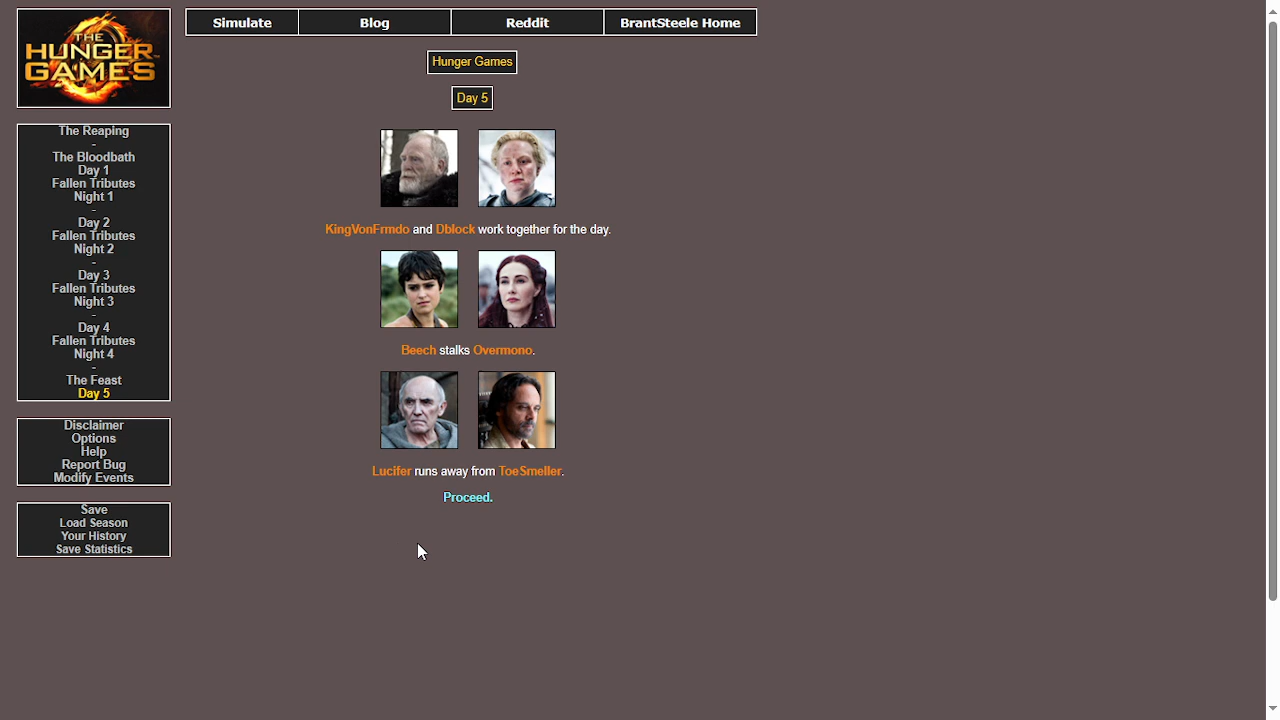 THE
HUNGER
GAMES
Simulate
Blog
Reddit
BrantSteele Home
Hunger Games
Day 5
The Reaping
-
The Bloodbath
Day 1
Fallen Tributes
Night 1
-
Day 2
Fallen Tributes
Night 2
-
Day 3
Fallen Tributes
Night 3
-
Day 4
Fallen Tributes
Night 4
-
The Feast
Day 5
Disclaimer
Options
Help
Report Bug
Modify Events
Save
Load Season
Your History
Save Statistics
KingVonFrmdo and Dblock work together for the day.
Beech stalks Overmono.
Lucifer runs away from ToeSmeller.
Proceed.